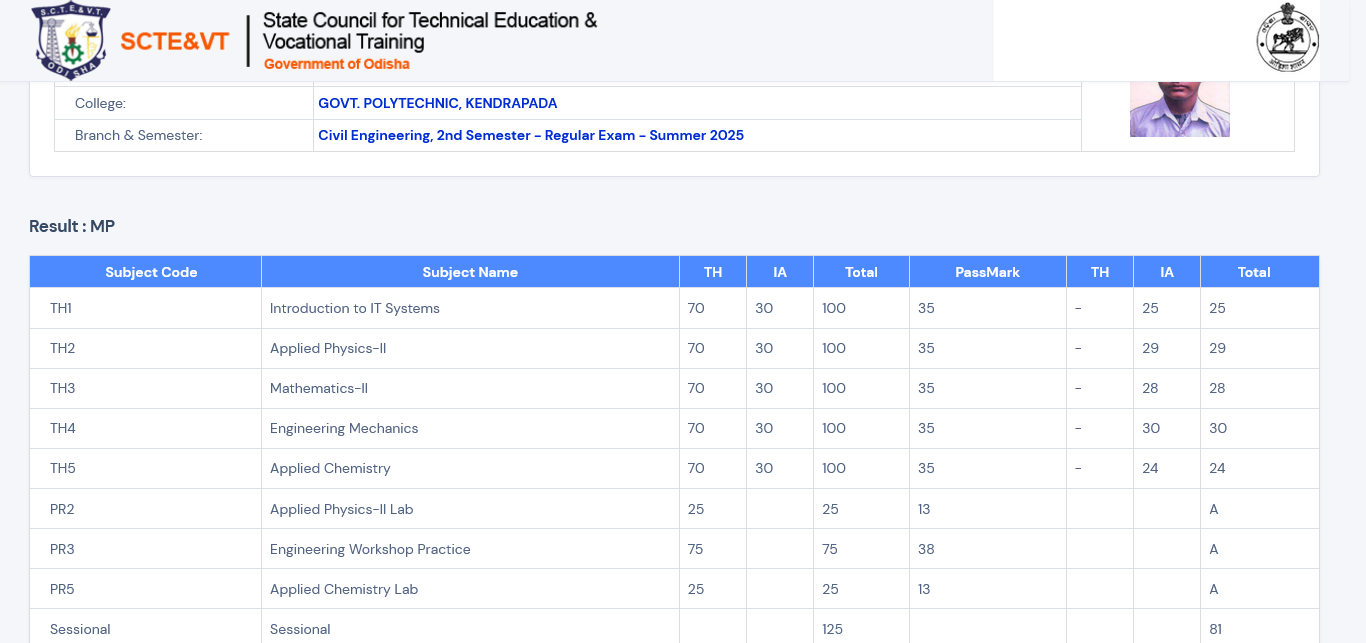 S.C.T.E.&V.T.
ODISHA
SCTE&VT
State Council for Technical Education &
Vocational Training
Government of Odisha
College: GOVT. POLYTECHNIC, KENDRAPADA
Branch & Semester: Civil Engineering, 2nd Semester - Regular Exam - Summer 2025
Result : MP
Subject Code Subject Name TH IA Total PassMark TH IA Total
TH1 Introduction to IT Systems 70 30 100 35 - 25 25
TH2 Applied Physics-II 70 30 100 35 - 29 29
TH3 Mathematics-II 70 30 100 35 - 28 28
TH4 Engineering Mechanics 70 30 100 35 - 30 30
TH5 Applied Chemistry 70 30 100 35 - 24 24
PR2 Applied Physics-II Lab 25 25 13 A
PR3 Engineering Workshop Practice 75 75 38 A
PR5 Applied Chemistry Lab 25 25 13 A
Sessional Sessional 125 81